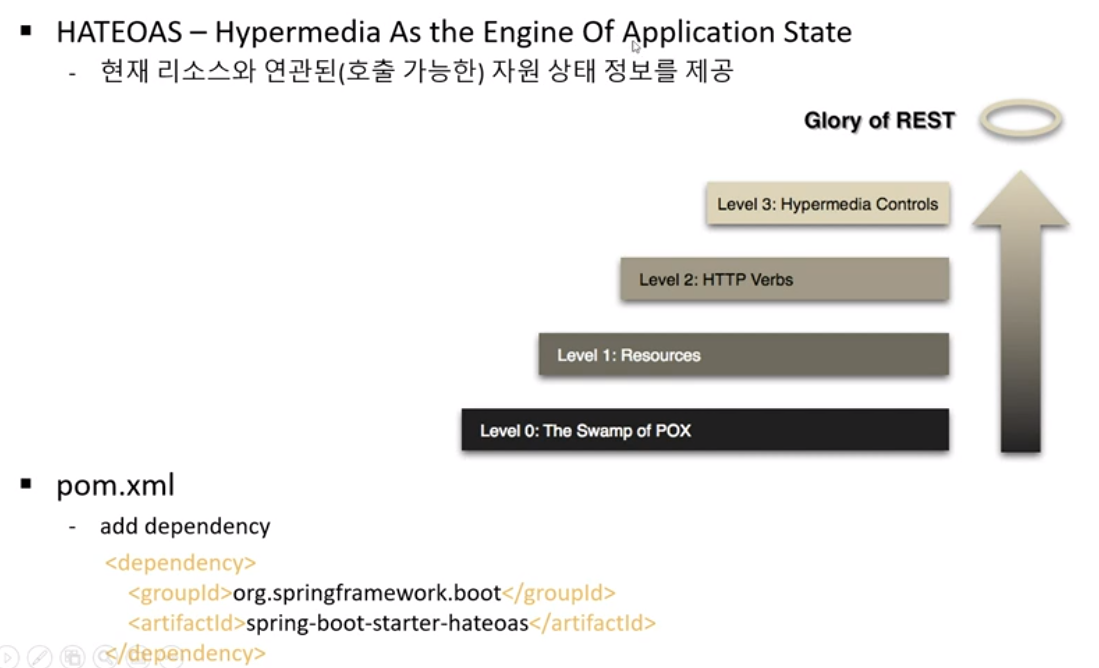 ▪ HATEOAS – Hypermedia As the Engine Of Application State
- 현재 리소스와 연관된(호출 가능한) 자원 상태 정보를 제공
Glory of REST
Level 3: Hypermedia Controls
Level 2: HTTP Verbs
Level 1: Resources
Level 0: The Swamp of POX
▪ pom.xml
- add dependency
<dependency>
<groupId>org.springframework.boot</groupId>
<artifactId>spring-boot-starter-hateoas</artifactId>
</dependency>